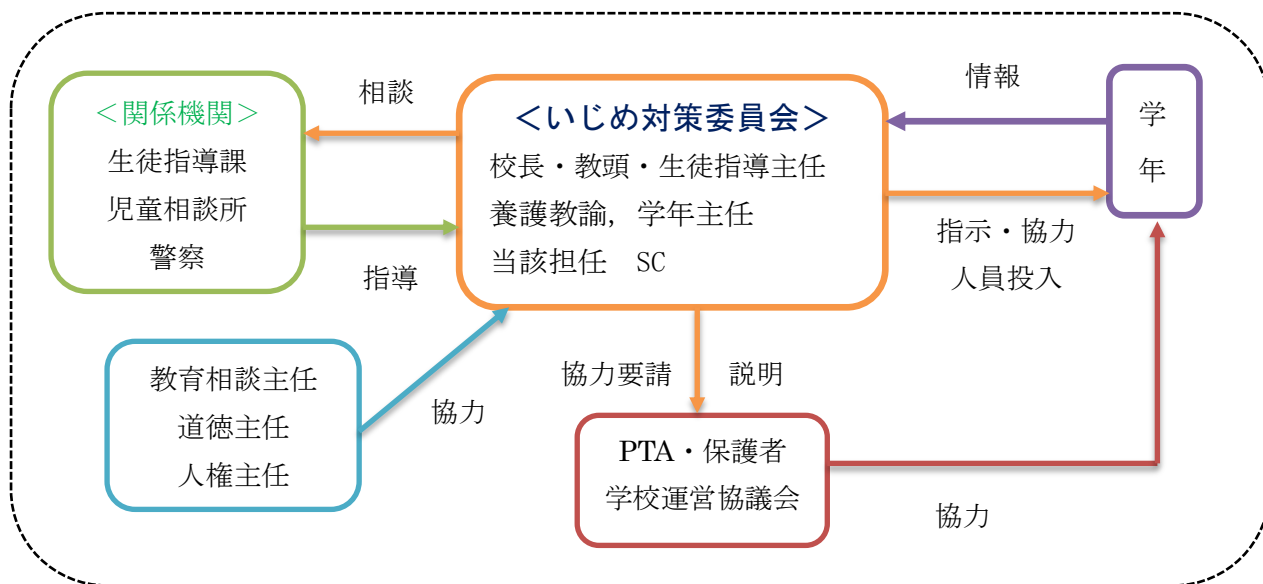 ＜関係機関＞
生徒指導課
児童相談所
警察
相談
指導
＜いじめ対策委員会＞
校長・教頭・生徒指導主任
養護教諭，学年主任
当該担任　SC
情報
指示・協力
人員投入
学
年
教育相談主任
道徳主任
人権主任
協力
協力要請　説明
PTA・保護者
学校運営協議会
協力